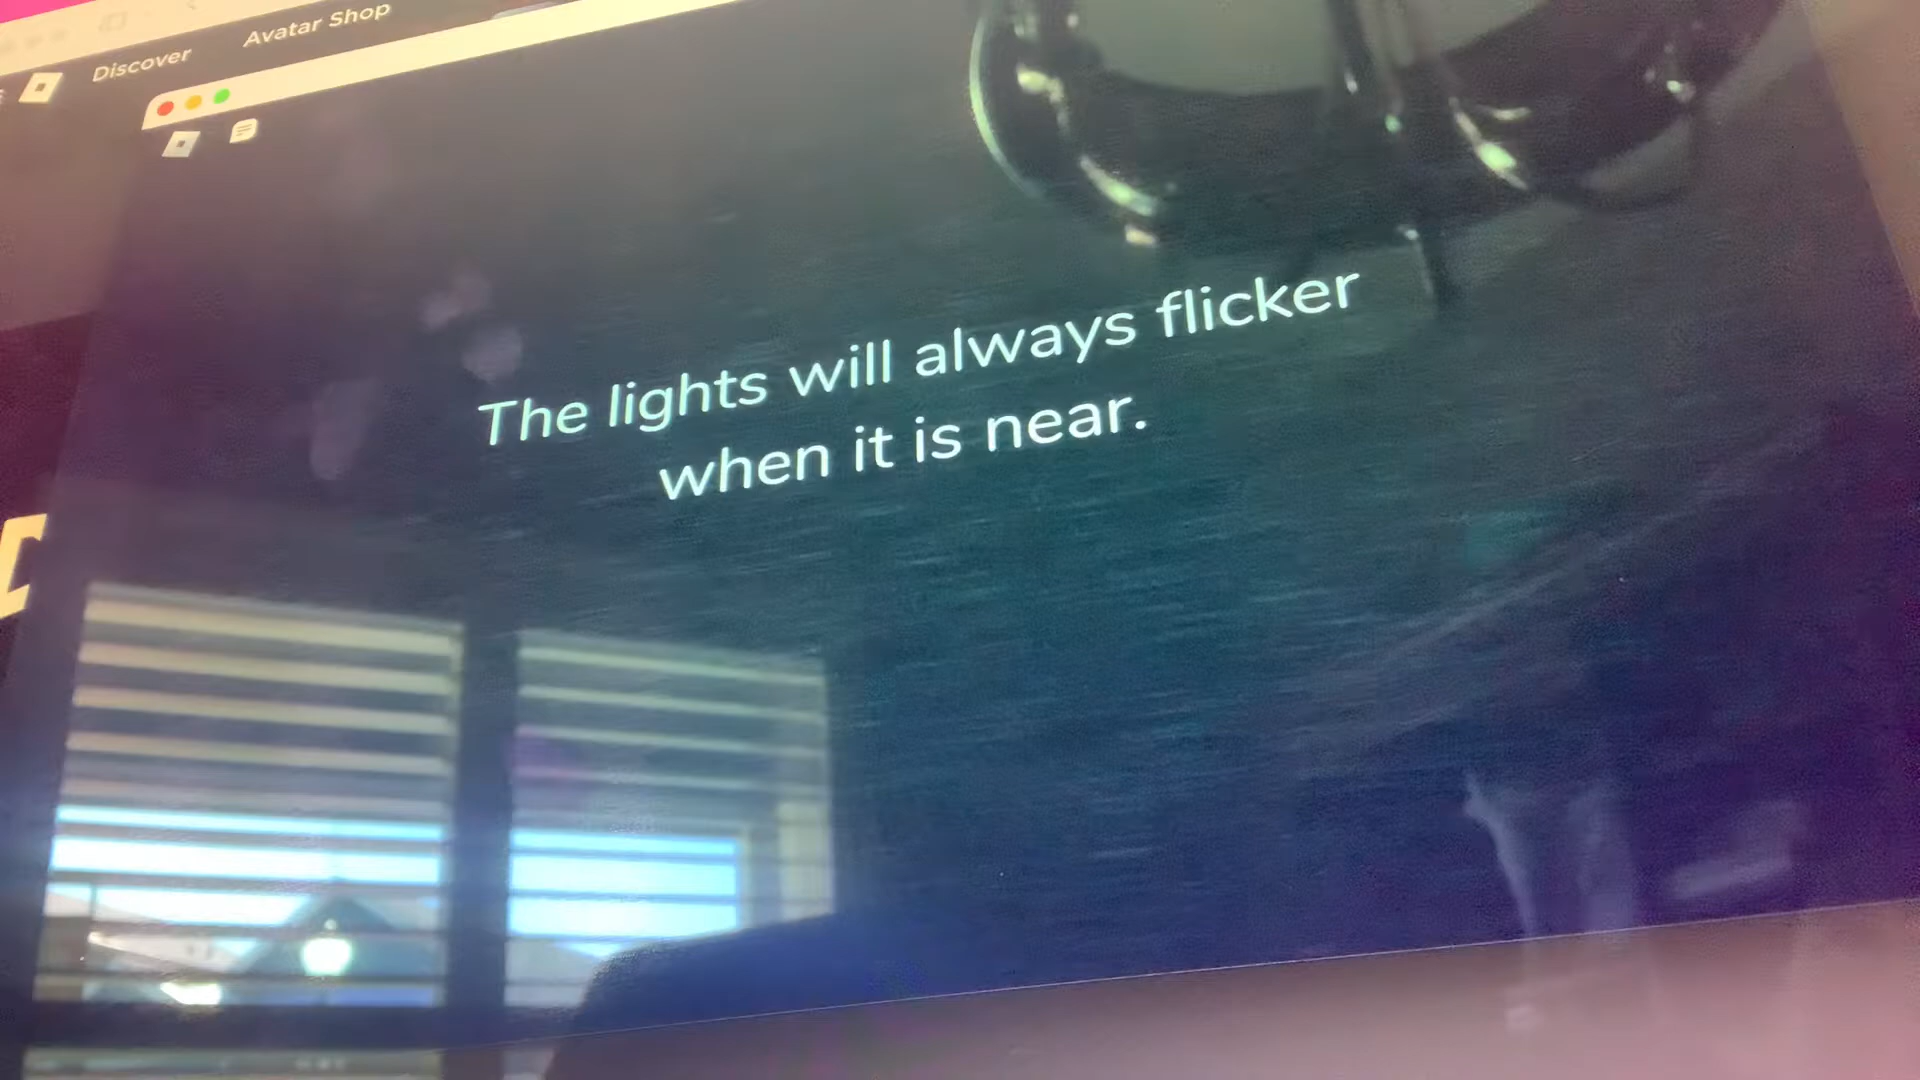 Discover
Avatar Shop
The lights will always flicker
when it is near.